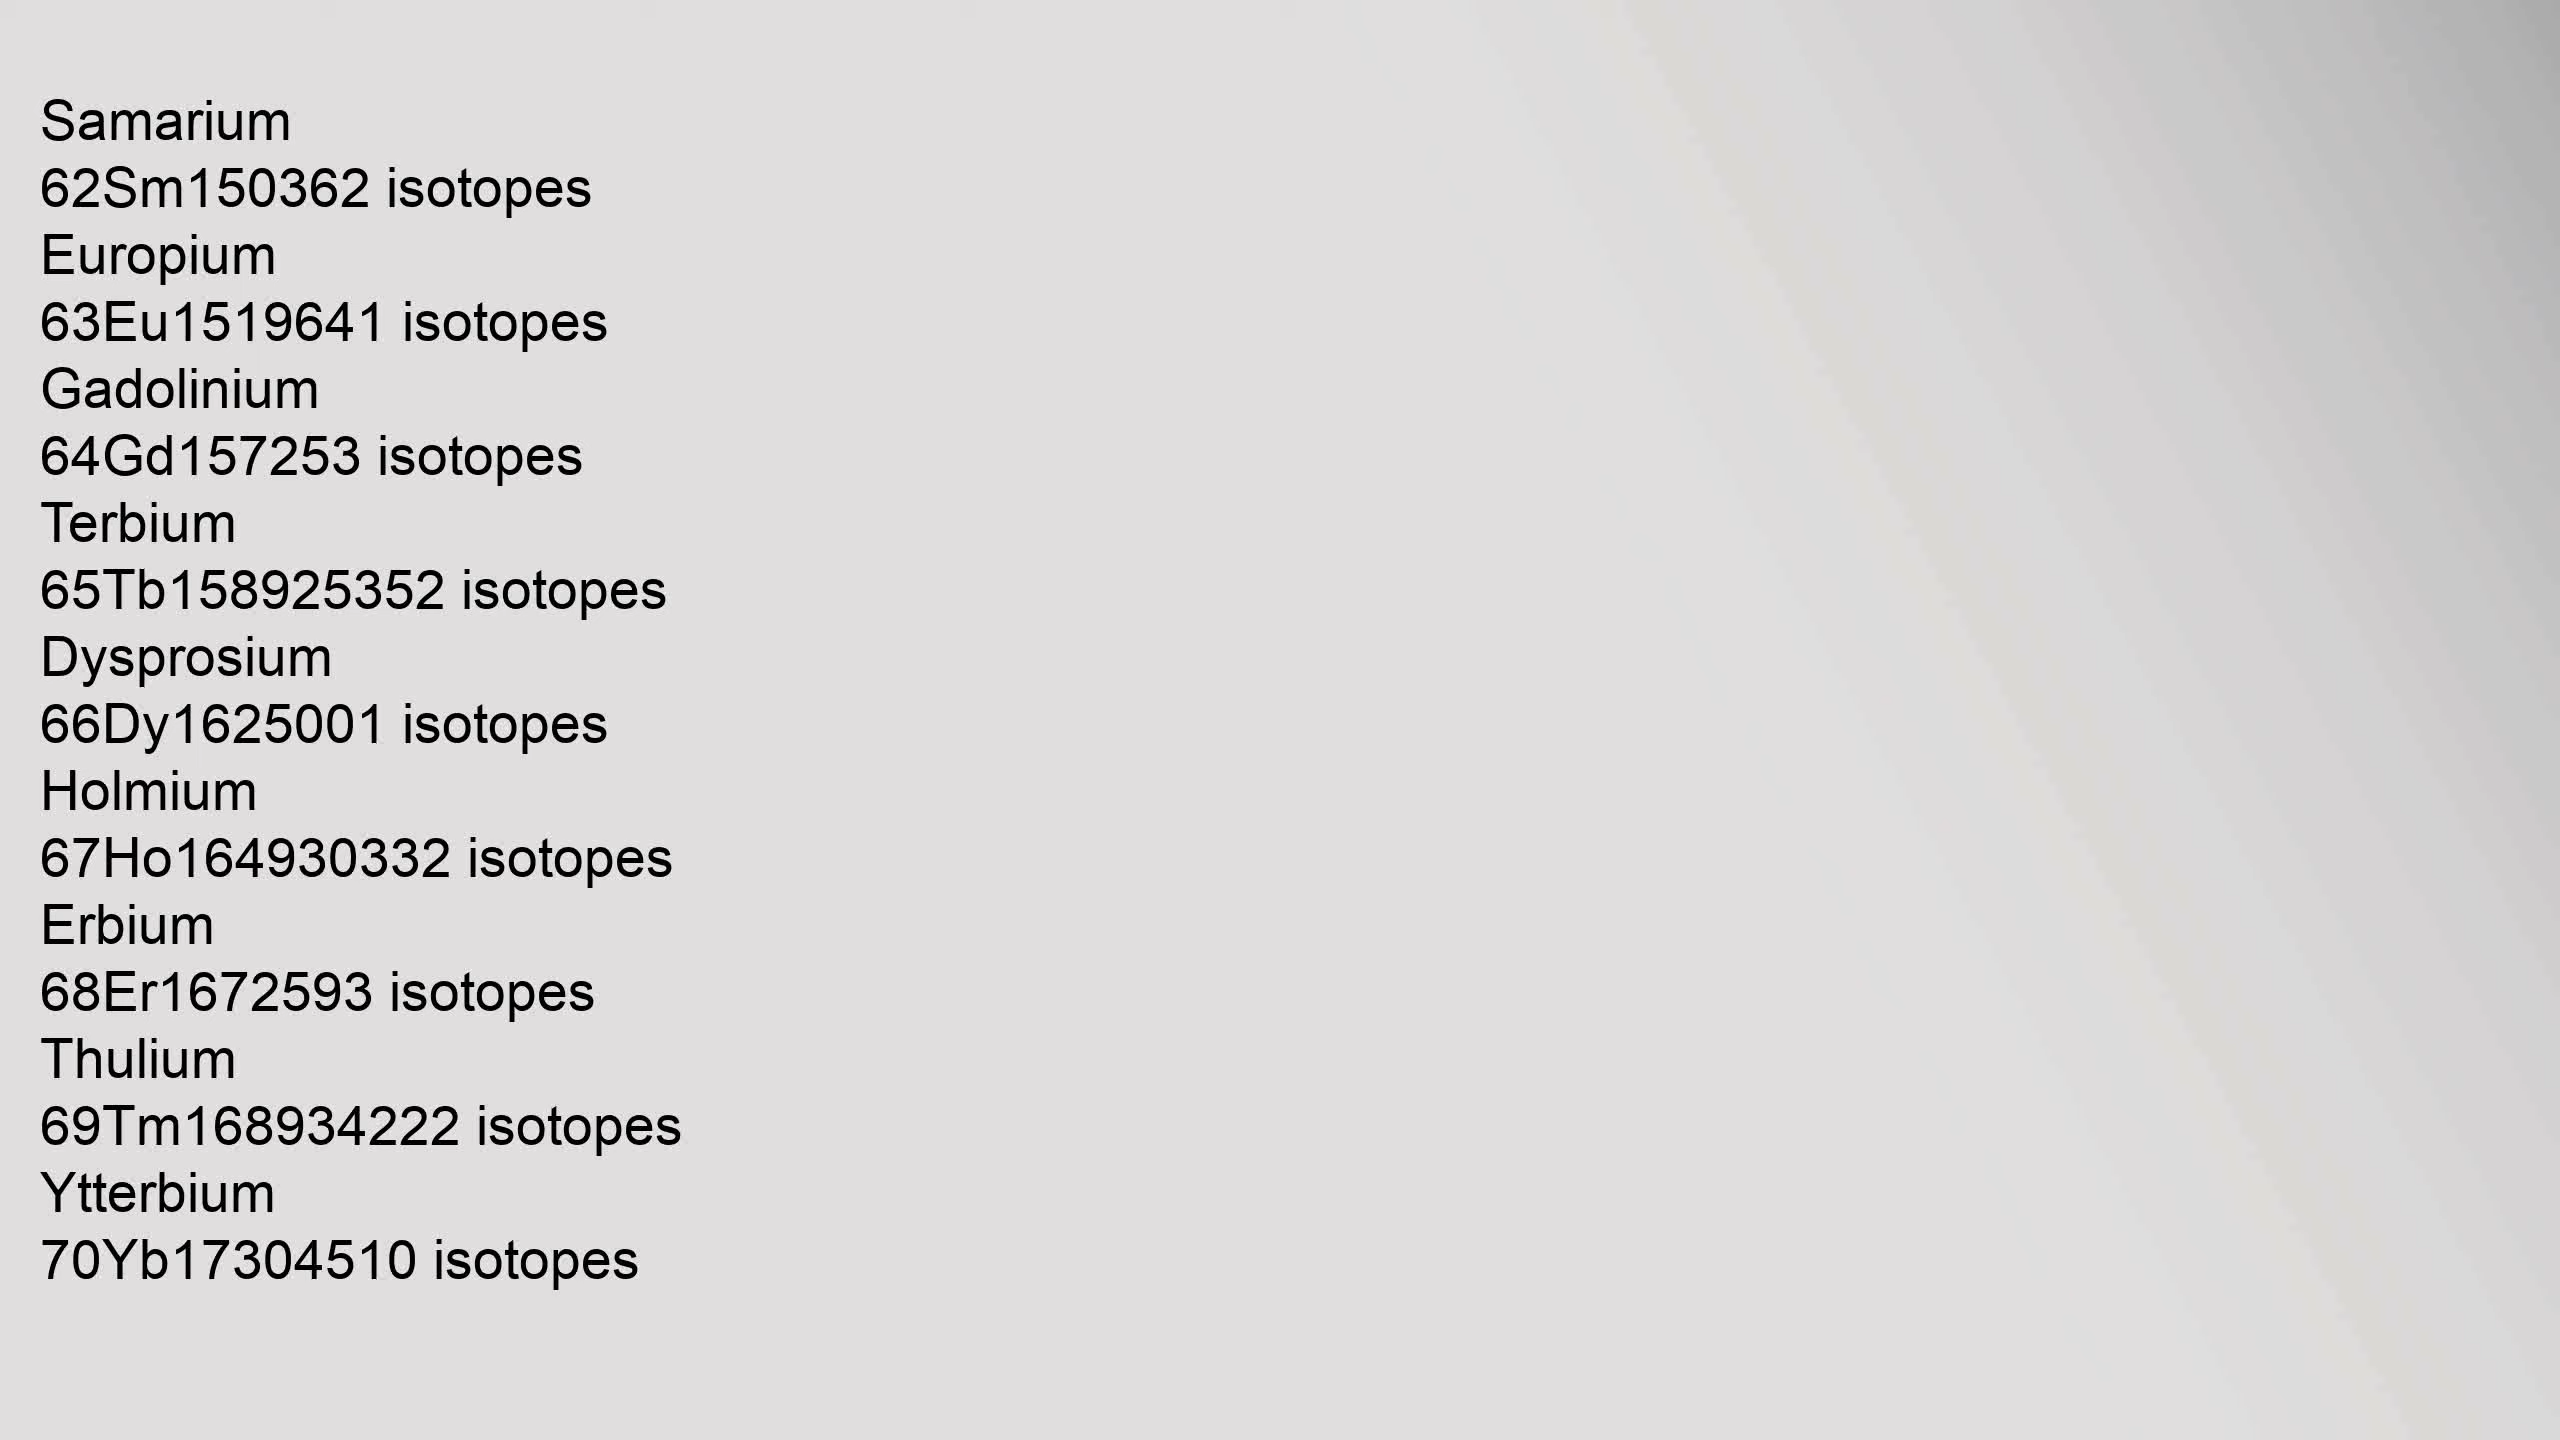 Samarium
62Sm150362 isotopes
Europium
63Eu1519641 isotopes
Gadolinium
64Gd157253 isotopes
Terbium
65Tb158925352 isotopes
Dysprosium
66Dy1625001 isotopes
Holmium
67Ho164930332 isotopes
Erbium
68Er1672593 isotopes
Thulium
69Tm168934222 isotopes
Ytterbium
70Yb17304510 isotopes